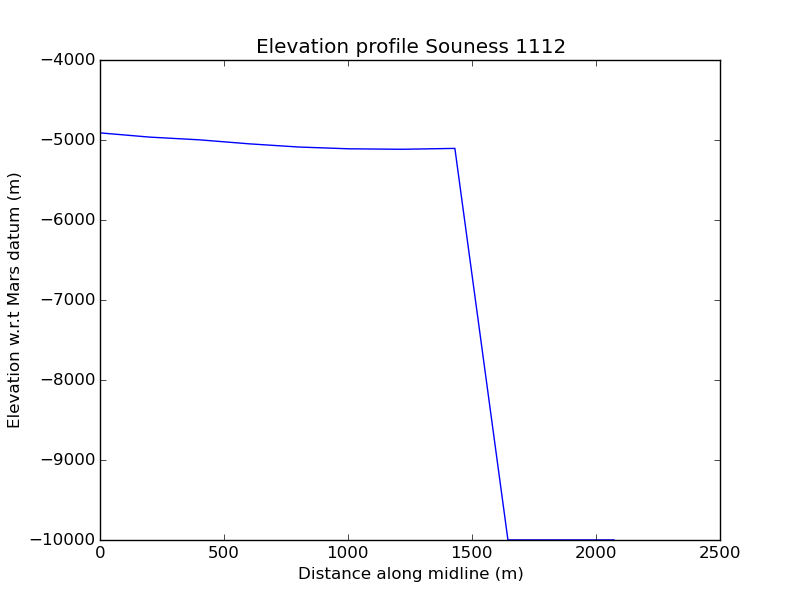 Elevation profile Souness 1112
Elevation w.r.t Mars datum (m)
−4000
−5000
−6000
−7000
−8000
−9000
−10000
0 500 1000 1500 2000 2500
Distance along midline (m)